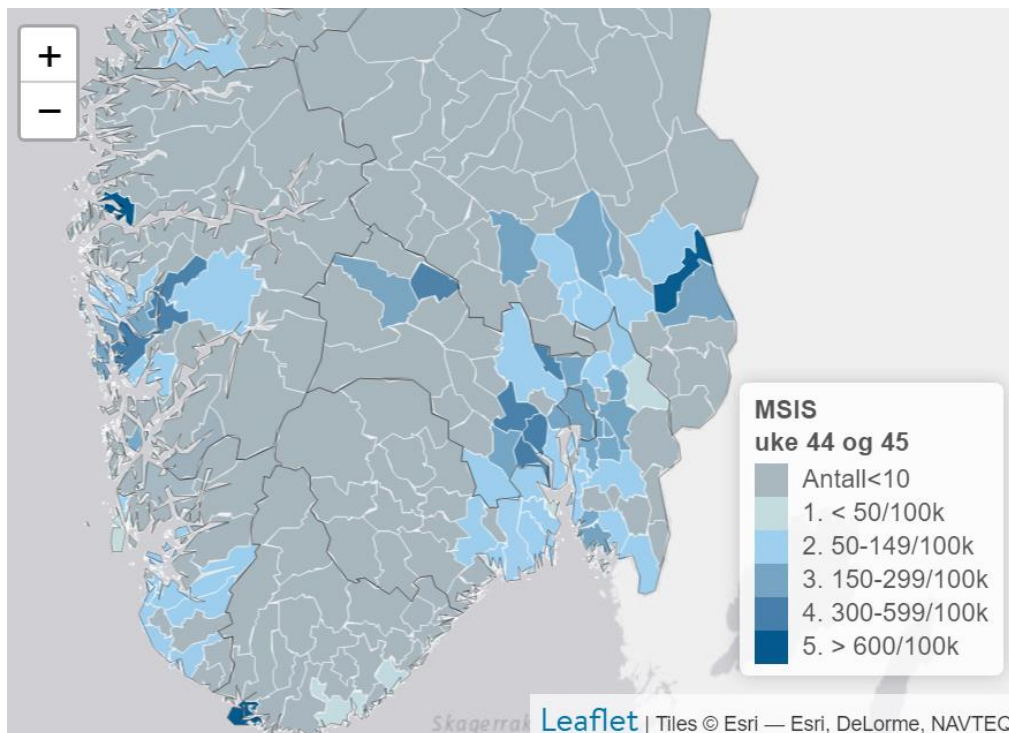 +
−
MSIS
uke 44 og 45
Antall<10
1. < 50/100k
2. 50-149/100k
3. 150-299/100k
4. 300-599/100k
5. > 600/100k
Skagerrak
Leaflet | Tiles © Esri — Esri, DeLorme, NAVTEQ